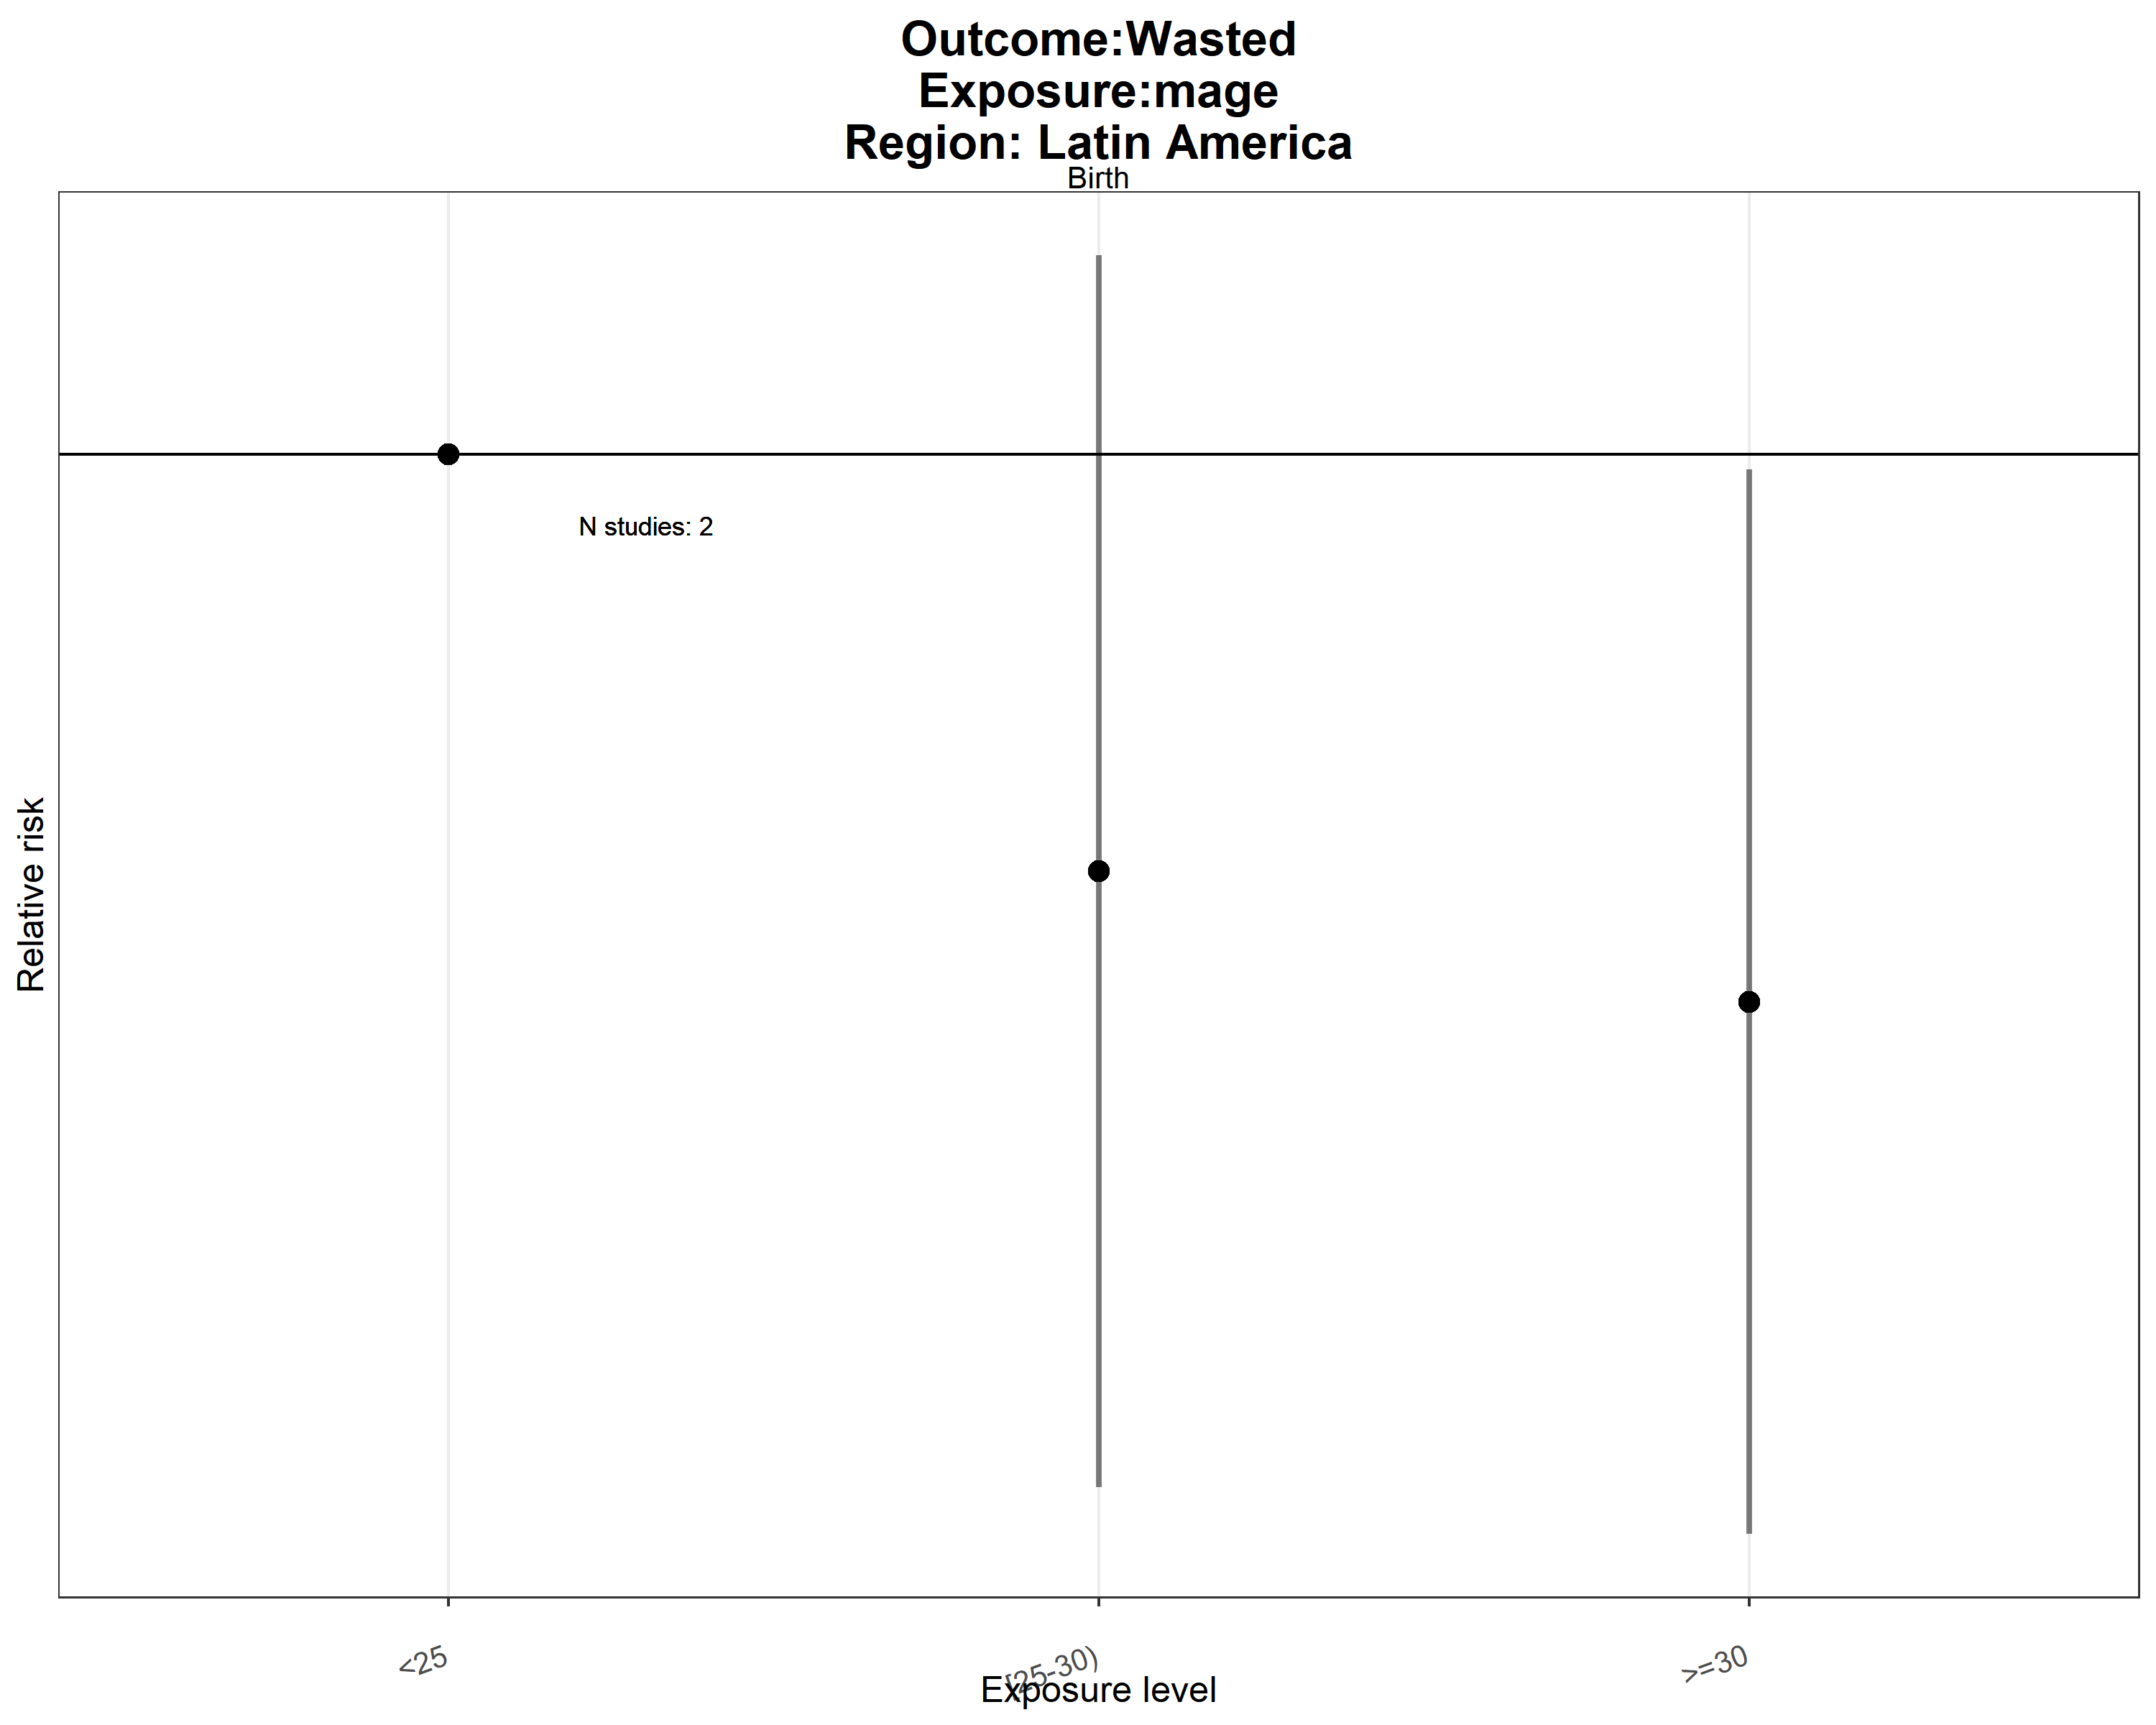 Outcome:Wasted
Exposure:mage
Region: Latin America
Birth
N studies: 2
Relative risk
<25
[25-30)
>=30
Exposure level